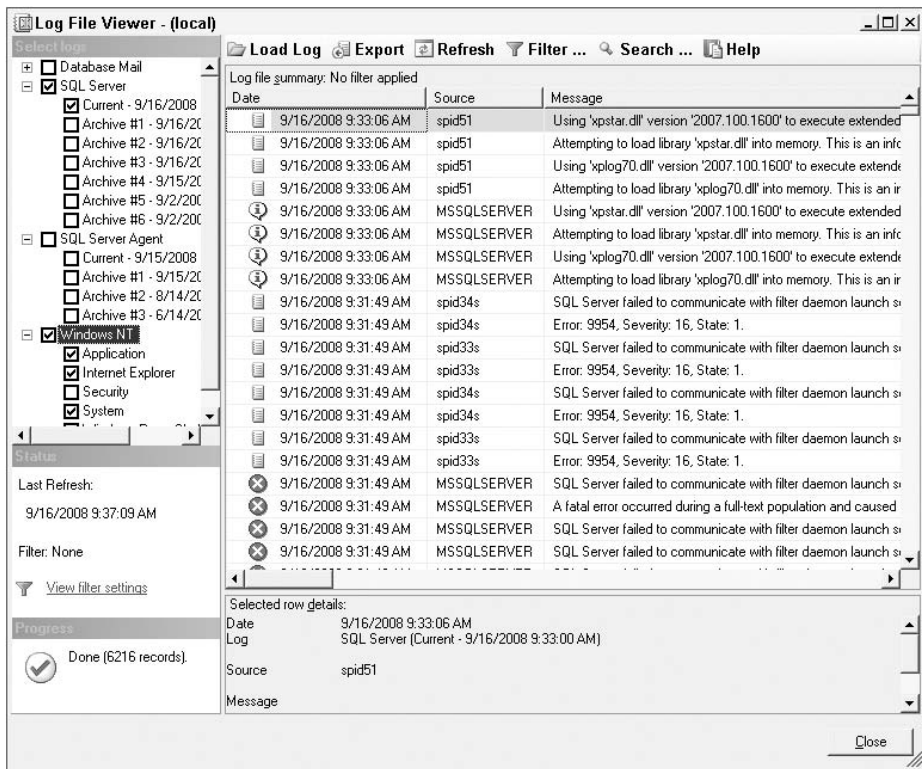 Log File Viewer - (local)
Select logs
Database Mail
SQL Server
Current - 9/16/2008
Archive #1 - 9/16/20
Archive #2 - 9/16/20
Archive #3 - 9/16/20
Archive #4 - 9/15/20
Archive #5 - 9/2/200
Archive #6 - 9/2/200
SQL Server Agent
Current - 9/15/2008
Archive #1 - 9/15/20
Archive #2 - 8/14/20
Archive #3 - 6/14/20
Windows NT
Application
Internet Explorer
Security
System
Status
Last Refresh:
9/16/2008 9:37:09 AM
Filter: None
View filter settings
Progress
Done (6216 records).
Load Log Export Refresh Filter ... Search ... Help
Log file summary: No filter applied
Date Source Message
9/16/2008 9:33:06 AM spid51 Using 'xpstar.dll' version '2007.100.1600' to execute extended
9/16/2008 9:33:06 AM spid51 Attempting to load library 'xpstar.dll' into memory. This is an infc
9/16/2008 9:33:06 AM spid51 Using 'xplog70.dll' version '2007.100.1600' to execute extende
9/16/2008 9:33:06 AM spid51 Attempting to load library 'xplog70.dll' into memory. This is an ir
9/16/2008 9:33:06 AM MSSQLSERVER Using 'xpstar.dll' version '2007.100.1600' to execute extended
9/16/2008 9:33:06 AM MSSQLSERVER Attempting to load library 'xpstar.dll' into memory. This is an infc
9/16/2008 9:33:06 AM MSSQLSERVER Using 'xplog70.dll' version '2007.100.1600' to execute extende
9/16/2008 9:33:06 AM MSSQLSERVER Attempting to load library 'xplog70.dll' into memory. This is an ir
9/16/2008 9:31:49 AM spid34s SQL Server failed to communicate with filter daemon launch s
9/16/2008 9:31:49 AM spid34s Error: 9954, Severity: 16, State: 1.
9/16/2008 9:31:49 AM spid33s SQL Server failed to communicate with filter daemon launch s
9/16/2008 9:31:49 AM spid33s Error: 9954, Severity: 16, State: 1.
9/16/2008 9:31:49 AM spid34s SQL Server failed to communicate with filter daemon launch s
9/16/2008 9:31:49 AM spid34s Error: 9954, Severity: 16, State: 1.
9/16/2008 9:31:49 AM spid33s SQL Server failed to communicate with filter daemon launch s
9/16/2008 9:31:49 AM spid33s Error: 9954, Severity: 16, State: 1.
9/16/2008 9:31:49 AM MSSQLSERVER SQL Server failed to communicate with filter daemon launch s
9/16/2008 9:31:49 AM MSSQLSERVER A fatal error occurred during a full-text population and caused
9/16/2008 9:31:49 AM MSSQLSERVER SQL Server failed to communicate with filter daemon launch s
9/16/2008 9:31:49 AM MSSQLSERVER SQL Server failed to communicate with filter daemon launch s
Selected row details:
Date 9/16/2008 9:33:06 AM
Log SQL Server (Current - 9/16/2008 9:33:00 AM)
Source spid51
Message
Close